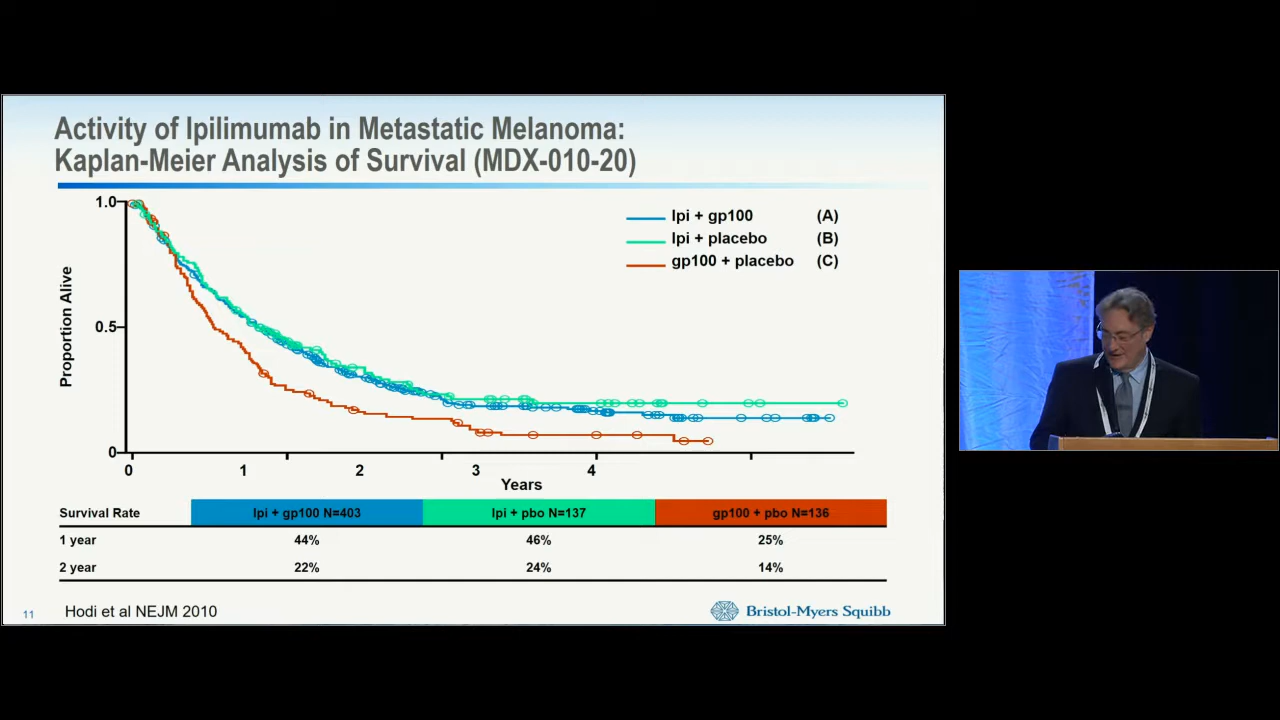 Activity of Ipilimumab in Metastatic Melanoma:
Kaplan-Meier Analysis of Survival (MDX-010-20)
Ipi + gp100 (A)
Ipi + placebo (B)
gp100 + placebo (C)
Proportion Alive
1.0
0.5
0
0 1 2 3 4
Years
Survival Rate Ipi + gp100 N=403 Ipi + pbo N=137 gp100 + pbo N=136
1 year 44% 46% 25%
2 year 22% 24% 14%
11 Hodi et al NEJM 2010 Bristol-Myers Squibb